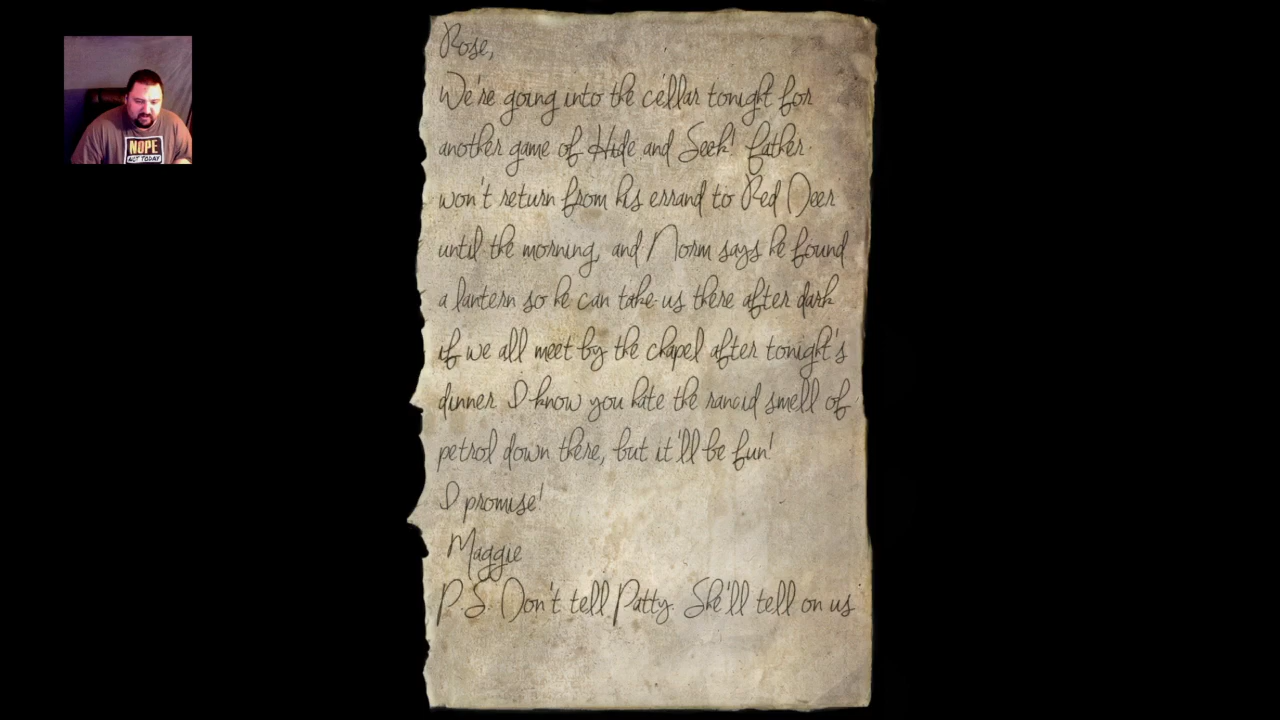 Rose,
We're going into the cellar tonight for
another game of Hide and Seek! Father
won't return from his errand to Red Deer
until the morning, and Norm says he found
a lantern so he can take us there after dark
if we all meet by the chapel after tonight's
dinner. I know you hate the rancid smell of
petrol down there, but it'll be fun!
I promise!
Maggie
P.S. Don't tell Patty. She'll tell on us
NOPE
NOT TODAY